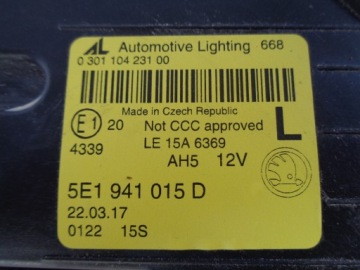 AL Automotive Lighting 668
0 301 104 231 00
Made in Czech Republic
E1 20 Not CCC approved L
4339 LE 15A 6369
AH5 12V
5E1 941 015 D
22.03.17
0122 15S